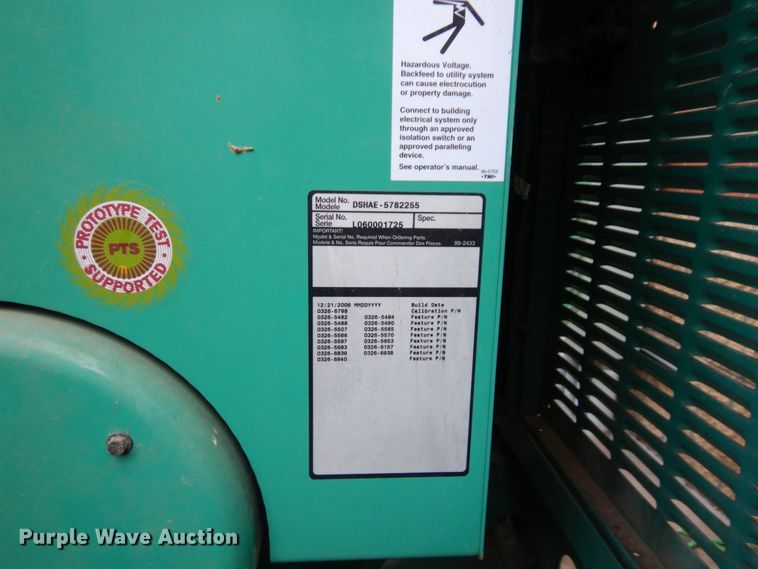 Hazardous Voltage.
Backfeed to utility system
can cause electrocution
or property damage.
Connect to building
electrical system only
through an approved
isolation switch or an
approved paralleling
device.
See operator's manual.
-TMI-
PROTOTYPE TEST
PTS
SUPPORTED
Model No.
Modele DSHAE-5782255
Serial No. Spec.
Serie L060001725
IMPORTANT!
Model & Serial No. Required When Ordering Parts.
Modele & No. Serie Requis Pour Commander Des Pieces. 99-2433
12/21/2006 MMDDYYYY Build Date
0326-6798 Calibration P/N
0326-5482 0326-5484 Feature P/N
0326-5488 0326-5490 Feature P/N
0326-5507 0326-5565 Feature P/N
0326-5566 0326-5570 Feature P/N
0326-5597 0326-5653 Feature P/N
0326-5683 0326-6157 Feature P/N
0326-6839 0326-6938 Feature P/N
0326-6940 Feature P/N
Purple Wave Auction